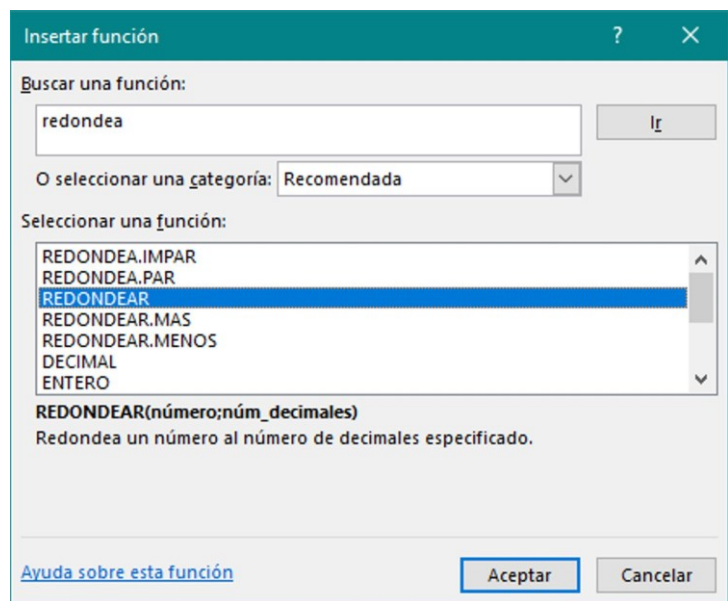 Insertar función
?
Buscar una función:
redondea
Ir
O seleccionar una categoría: Recomendada
Seleccionar una función:
REDONDEA.IMPAR
REDONDEA.PAR
REDONDEAR
REDONDEAR.MAS
REDONDEAR.MENOS
DECIMAL
ENTERO
REDONDEAR(número;núm_decimales)
Redondea un número al número de decimales especificado.
Ayuda sobre esta función
Aceptar
Cancelar